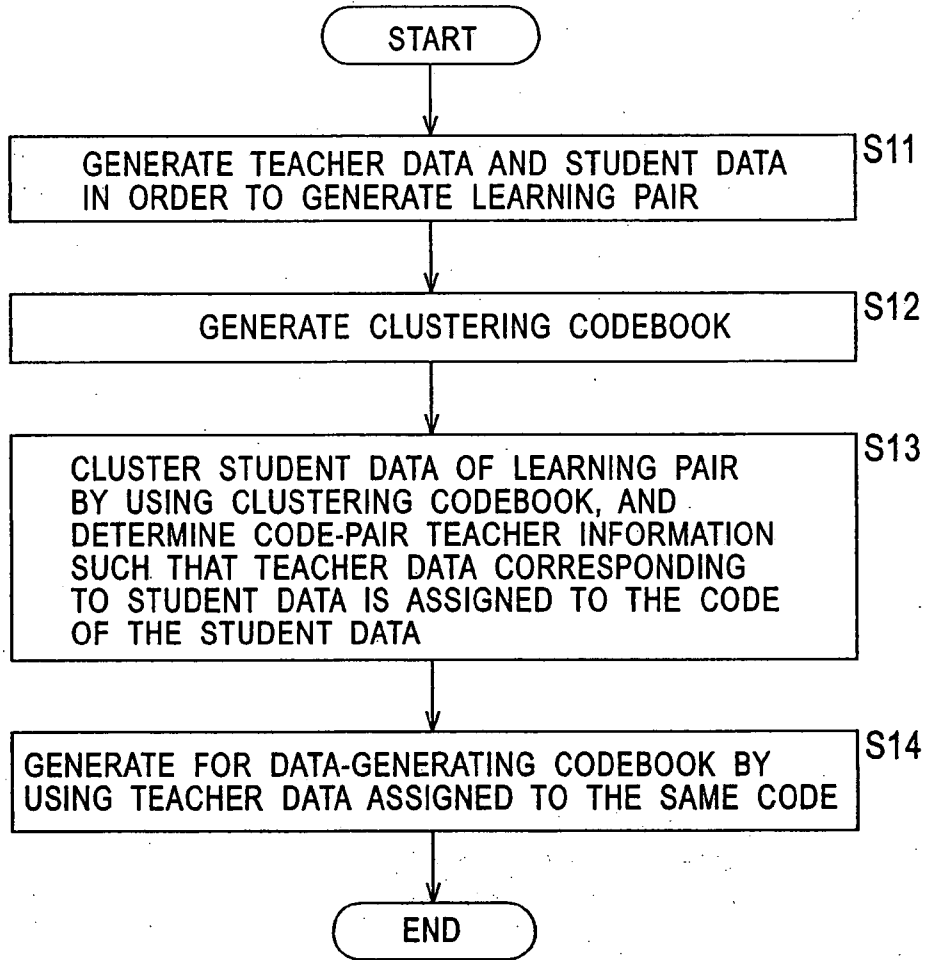 START
GENERATE TEACHER DATA AND STUDENT DATA
IN ORDER TO GENERATE LEARNING PAIR
S11
GENERATE CLUSTERING CODEBOOK
S12
CLUSTER STUDENT DATA OF LEARNING PAIR
BY USING CLUSTERING CODEBOOK, AND
DETERMINE CODE-PAIR TEACHER INFORMATION
SUCH THAT TEACHER DATA CORRESPONDING
TO STUDENT DATA IS ASSIGNED TO THE CODE
OF THE STUDENT DATA
S13
GENERATE FOR DATA-GENERATING CODEBOOK BY
USING TEACHER DATA ASSIGNED TO THE SAME CODE
S14
END